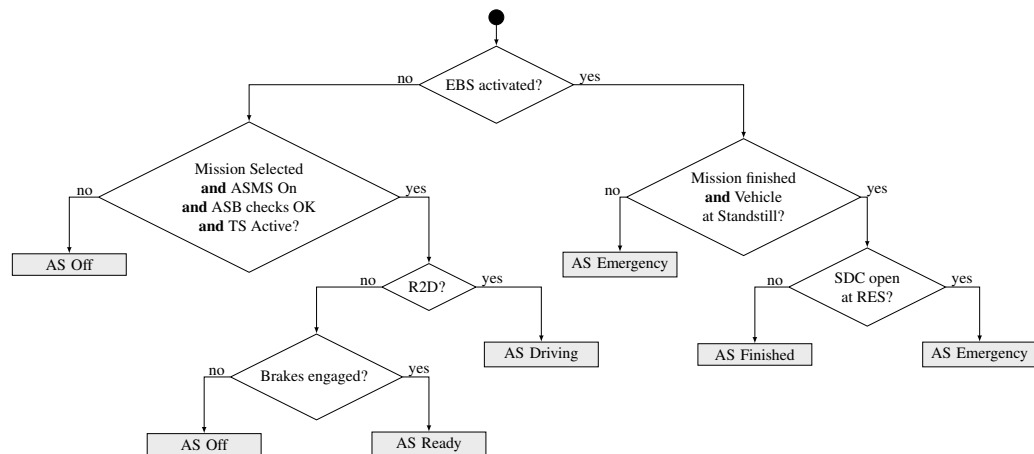 EBS activated?
no
yes
Mission Selected
and ASMS On
and ASB checks OK
and TS Active?
no
yes
Mission finished
and Vehicle
at Standstill?
no
yes
AS Off
AS Emergency
R2D?
no
yes
SDC open
at RES?
no
yes
AS Driving
AS Finished
AS Emergency
Brakes engaged?
no
yes
AS Off
AS Ready